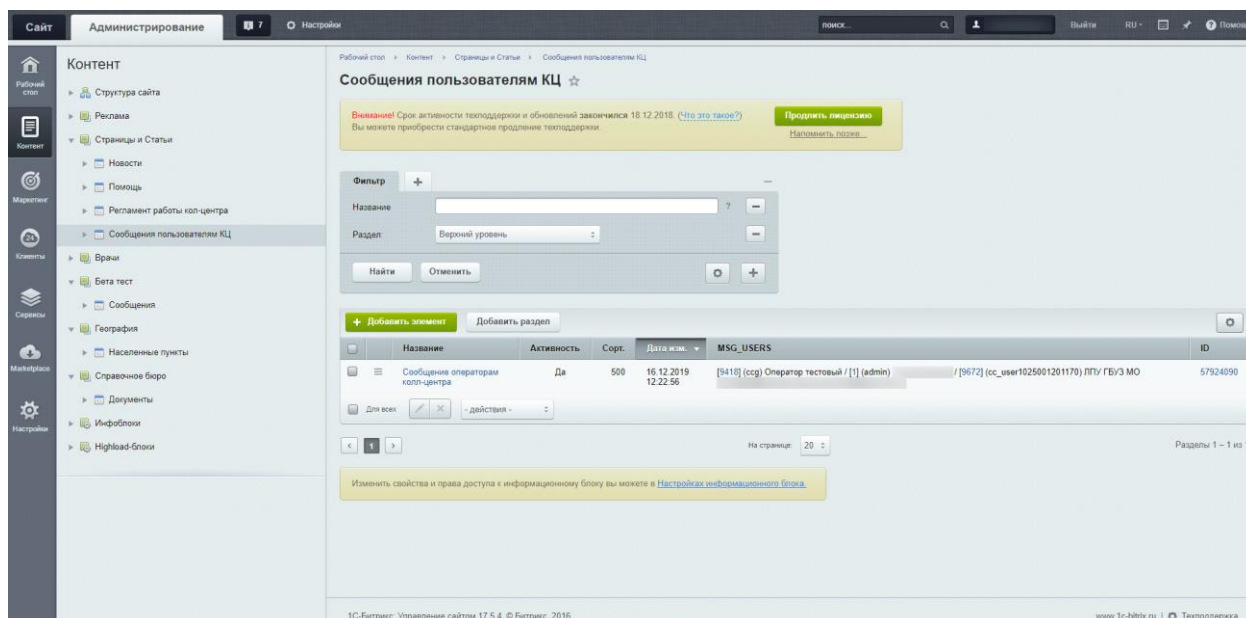 Сайт
Администрирование
7
Настройки
поиск...
Выйти
RU
Помощ
Рабочий стол
Контент
Маркетинг
24
Клиенты
Сервисы
Marketplace
Настройки
Контент
Структура сайта
Реклама
Страницы и Статьи
Новости
Помощь
Регламент работы кол-центра
Сообщения пользователям КЦ
Врачи
Бета тест
Сообщения
География
Населенные пункты
Справочное бюро
Документы
Инфоблоки
Highload-блоки
Рабочий стол Контент Страницы и Статьи Сообщения пользователям КЦ
Сообщения пользователям КЦ
Внимание! Срок активности техподдержки и обновлений закончился 18.12.2018. (Что это такое?)
Вы можете приобрести стандартное продление техподдержки.
Продлить лицензию
Напомнить позже...
Фильтр
Название
?
Раздел:
Верхний уровень
Найти
Отменить
Добавить элемент
Добавить раздел
Название Активность Сорт. Дата изм. MSG_USERS ID
Сообщение операторам колл-центра Да 500 16.12.2019 12:22:56 [9418] (ccg) Оператор тестовый / [1] (admin) / [9672] (cc_user1025001201170) ЛПУ ГБУЗ МО 57924090
Для всех
- действия -
1
На странице: 20
Разделы 1 – 1 из 1
Изменить свойства и права доступа к информационному блоку вы можете в Настройках информационного блока.
1С-Битрикс: Управление сайтом 17.5.4. © Битрикс, 2016
www.1c-bitrix.ru | Техподдержка